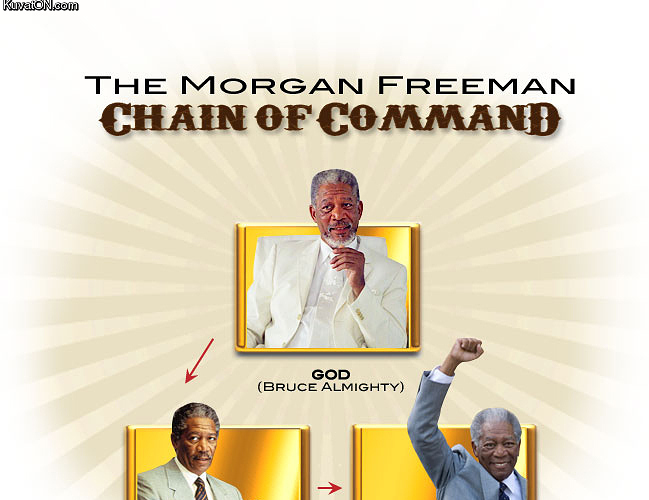 KuvatON.com
The Morgan Freeman
Chain of Command
GOD
(Bruce Almighty)